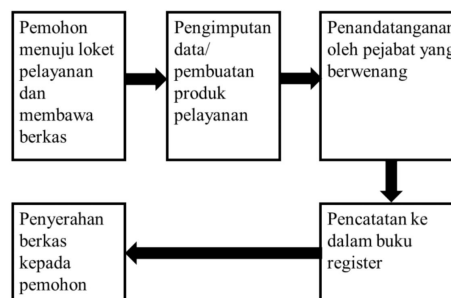 Pemohon
menuju loket
pelayanan
dan
membawa
berkas
Pengimputan
data/
pembuatan
produk
pelayanan
Penandatanganan
oleh pejabat yang
berwenang
Pencatatan ke
dalam buku
register
Penyerahan
berkas
kepada
pemohon